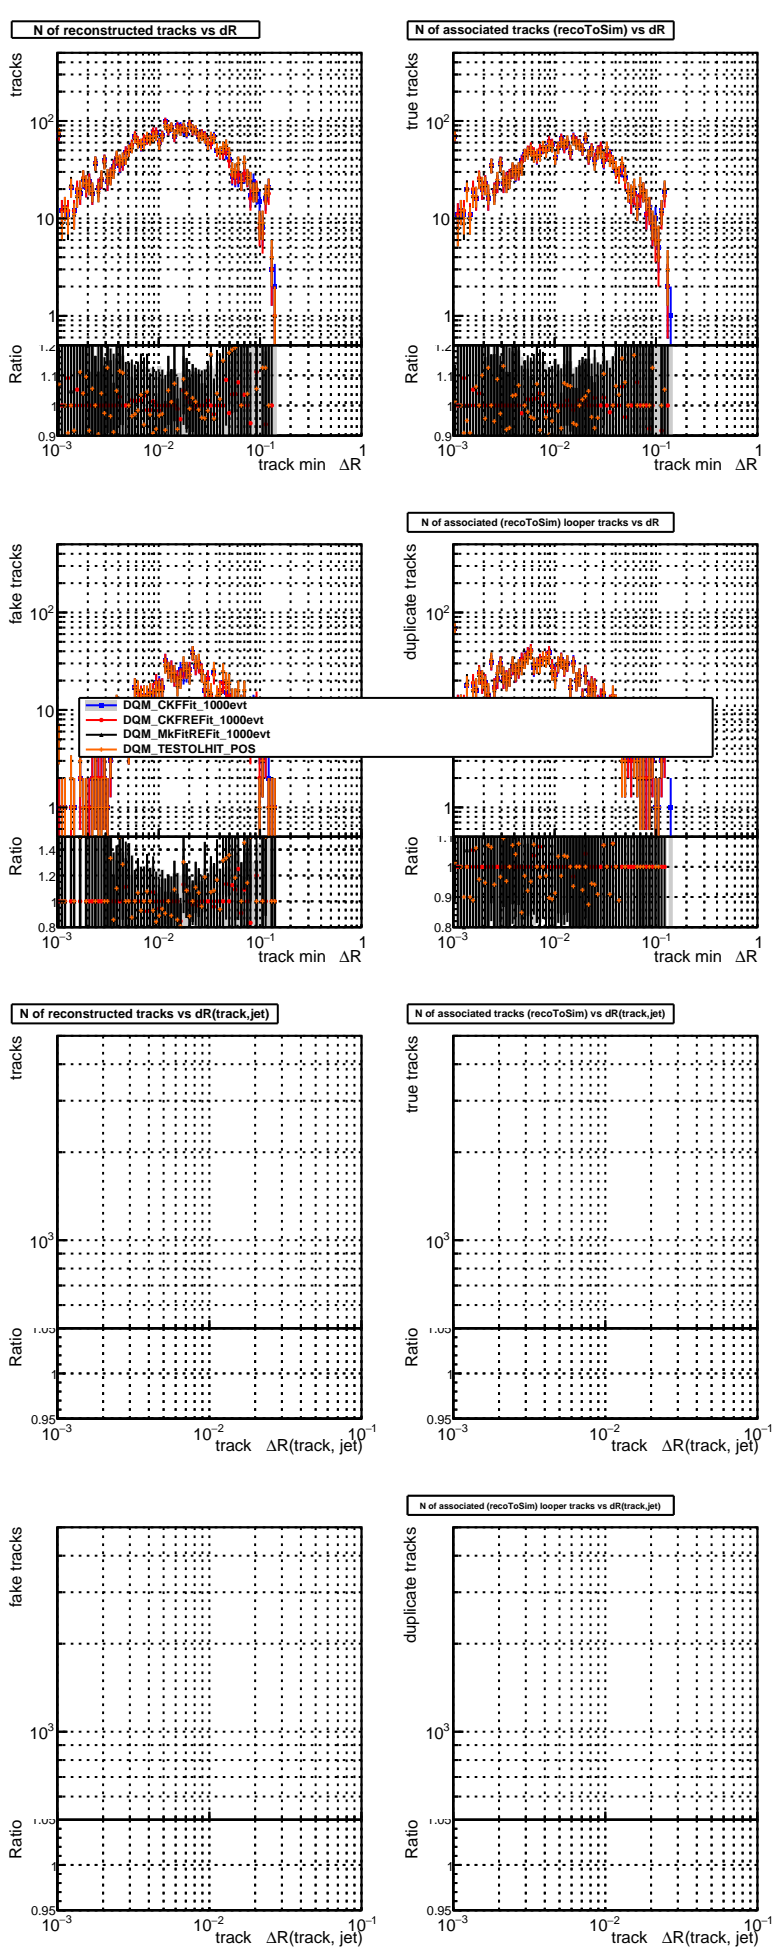 N of reconstructed tracks vs dR
tracks
10²
10
1
Ratio
1.2
1.1
1
0.9
10⁻³ 10⁻² 10⁻¹ 1
track min ΔR
N of associated tracks (recoToSim) vs dR
true tracks
10²
10
1
Ratio
1.2
1.1
1
0.9
10⁻³ 10⁻² 10⁻¹ 1
track min ΔR
fake tracks
10²
10
1
Ratio
1.4
1.2
1
0.8
10⁻³ 10⁻² 10⁻¹ 1
track min ΔR
N of associated (recoToSim) looper tracks vs dR
duplicate tracks
10²
10
1
Ratio
1.1
1
0.9
0.8
10⁻³ 10⁻² 10⁻¹ 1
track min ΔR
DQM_CKFFit_1000evt
DQM_CKFREFit_1000evt
DQM_MkFitREFit_1000evt
DQM_TESTOLHIT_POS
N of reconstructed tracks vs dR(track,jet)
tracks
10³
Ratio
1.05
1
0.95
10⁻³ 10⁻² 10⁻¹
track ΔR(track, jet)
N of associated tracks (recoToSim) vs dR(track,jet)
true tracks
10³
Ratio
1.05
1
0.95
10⁻³ 10⁻² 10⁻¹
track ΔR(track, jet)
fake tracks
10³
Ratio
1.05
1
0.95
10⁻³ 10⁻² 10⁻¹
track ΔR(track, jet)
N of associated (recoToSim) looper tracks vs dR(track,jet)
duplicate tracks
10³
Ratio
1.05
1
0.95
10⁻³ 10⁻² 10⁻¹
track ΔR(track, jet)